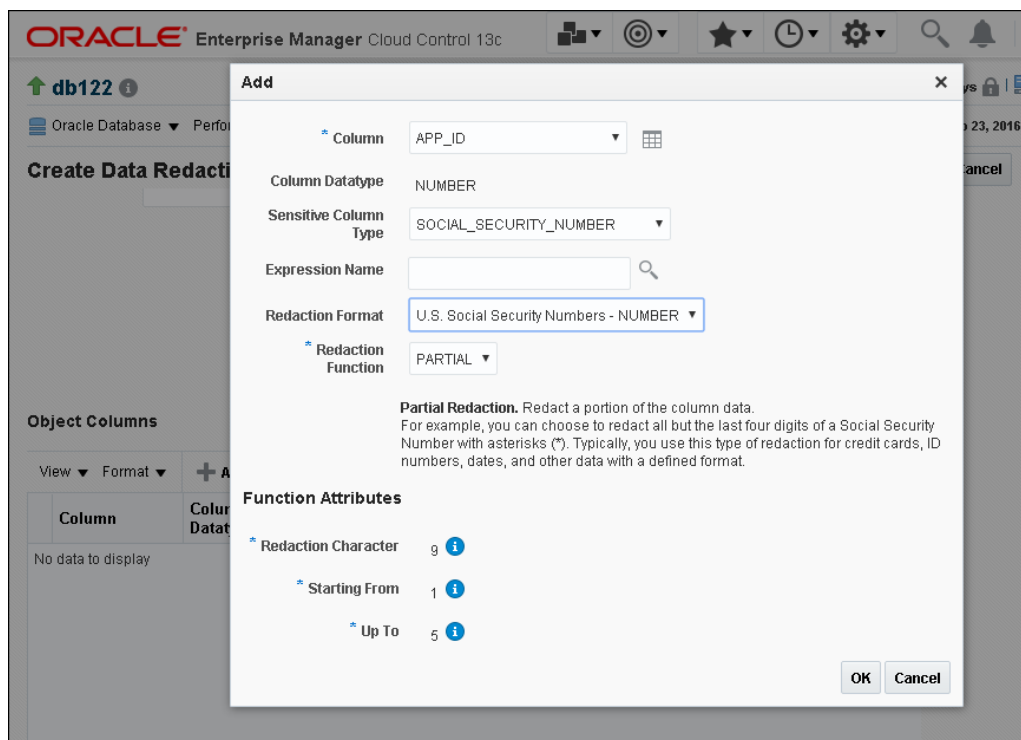 ORACLE Enterprise Manager Cloud Control 13c
db122
Oracle Database
23, 2016
Create Data Redacti
Add
* Column APP_ID
Column Datatype NUMBER
Sensitive Column Type SOCIAL_SECURITY_NUMBER
Expression Name
Redaction Format U.S. Social Security Numbers - NUMBER
* Redaction Function PARTIAL
Partial Redaction. Redact a portion of the column data.
For example, you can choose to redact all but the last four digits of a Social Security
Number with asterisks (*). Typically, you use this type of redaction for credit cards, ID
numbers, dates, and other data with a defined format.
Function Attributes
* Redaction Character 9
* Starting From 1
* Up To 5
OK Cancel
Object Columns
View Format
Column
No data to display